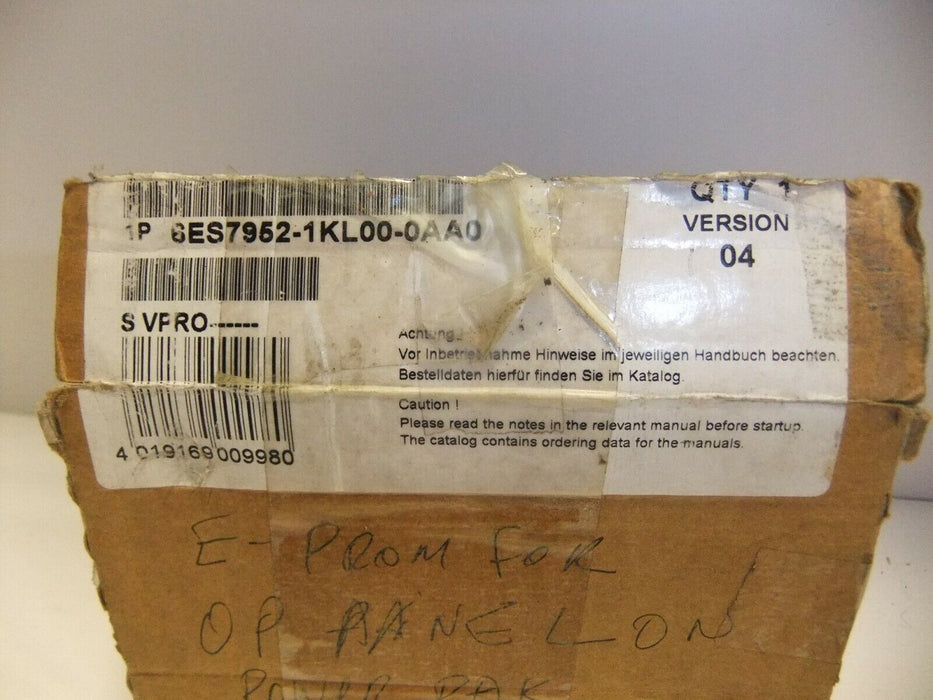 QTY 1
1P 6ES7952-1KL00-0AA0
VERSION
04
S VPRO------
Achtung!
Vor Inbetriebnahme Hinweise im jeweiligen Handbuch beachten.
Bestelldaten hierfür finden Sie im Katalog.
Caution !
Please read the notes in the relevant manual before startup.
The catalog contains ordering data for the manuals.
4 019169 009980
E-PROM FOR
OP PANEL ON
POWER PAK